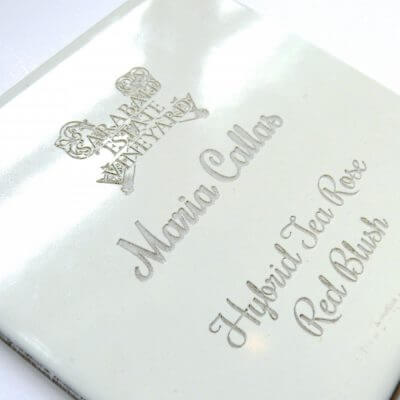 ESTATE
VINEYARD
Maria Callas
Hybrid Tea Rose
Red Blush